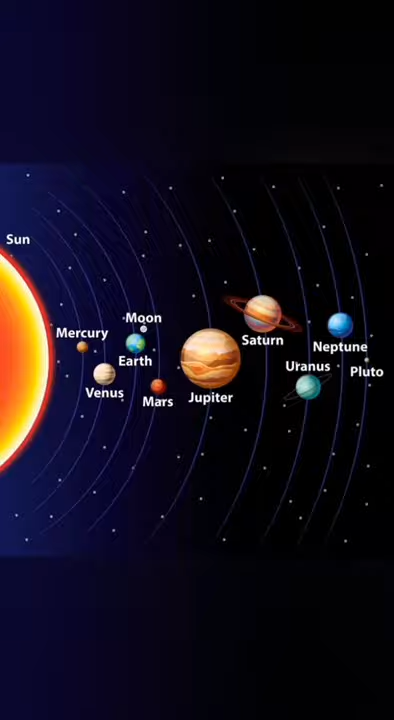 Sun
Mercury
Venus
Moon
Earth
Mars
Jupiter
Saturn
Uranus
Neptune
Pluto